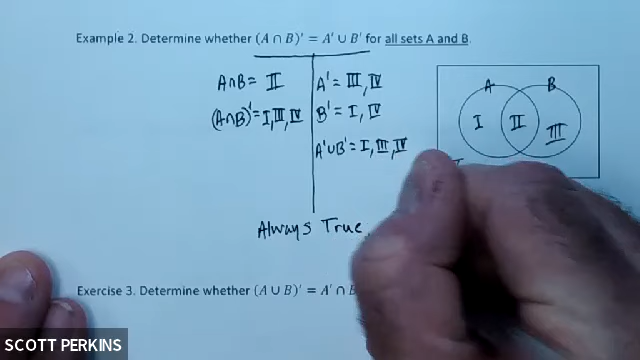 Example 2. Determine whether (A ∩ B)′ = A′ ∪ B′ for all sets A and B.
A∩B = II
(A∩B)′ = I, III, IV
A′ = III, IV
B′ = I, IV
A′∪B′ = I, III, IV
A B
I II III
Always True
Exercise 3. Determine whether (A ∪ B)′ = A′ ∩
SCOTT PERKINS